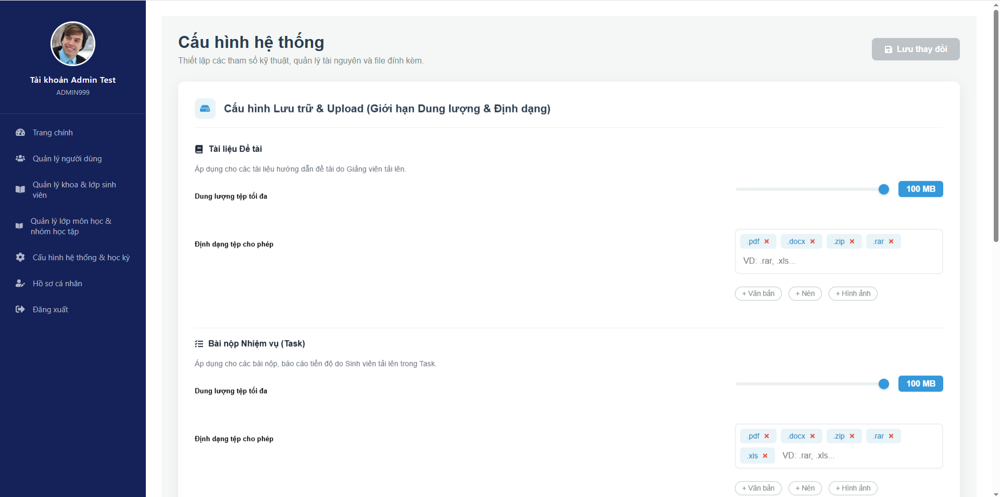 Tài khoản Admin Test
ADMIN999
Trang chính
Quản lý người dùng
Quản lý khoa & lớp sinh
viên
Quản lý lớp môn học &
nhóm học tập
Cấu hình hệ thống & học kỳ
Hồ sơ cá nhân
Đăng xuất
Cấu hình hệ thống
Thiết lập các tham số kỹ thuật, quản lý tài nguyên và file đính kèm.
Lưu thay đổi
Cấu hình Lưu trữ & Upload (Giới hạn Dung lượng & Định dạng)
Tài liệu Đề tài
Áp dụng cho các tài liệu hướng dẫn đề tài do Giảng viên tải lên.
Dung lượng tệp tối đa
100 MB
Định dạng tệp cho phép
.pdf × .docx × .zip × .rar ×
VD: .rar, .xls...
+ Văn bản + Nén + Hình ảnh
Bài nộp Nhiệm vụ (Task)
Áp dụng cho các bài nộp, báo cáo tiến độ do Sinh viên tải lên trong Task.
Dung lượng tệp tối đa
100 MB
Định dạng tệp cho phép
.pdf × .docx × .zip × .rar ×
.xls × VD: .rar, .xls...
+ Văn bản + Nén + Hình ảnh